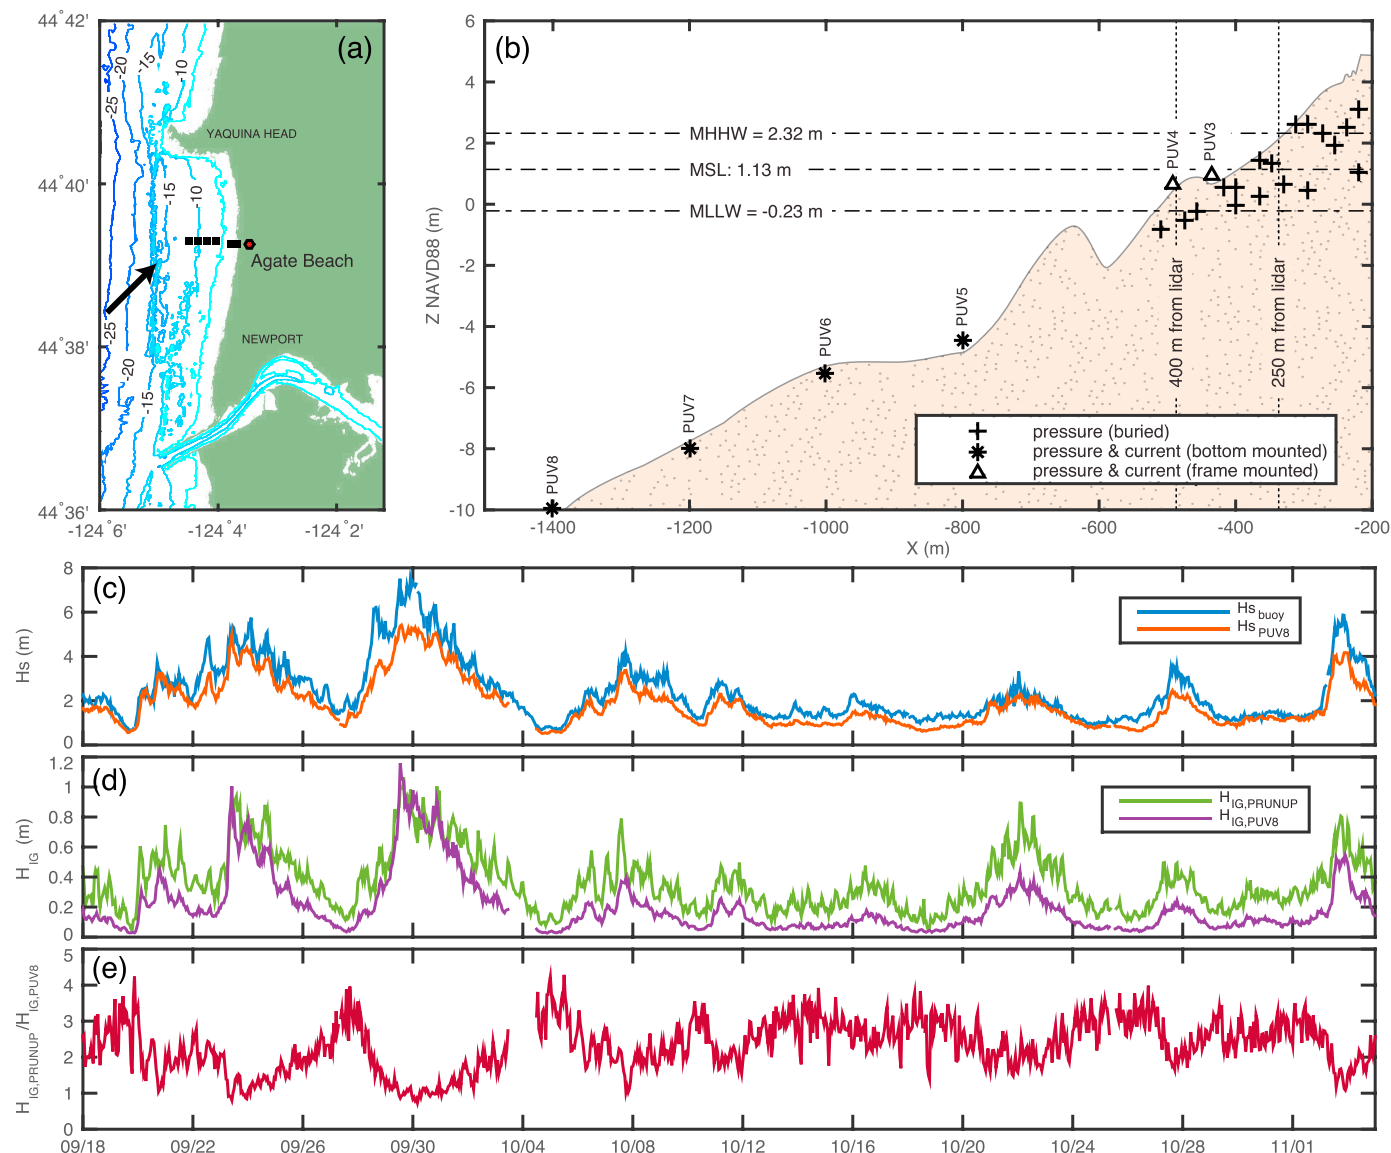 44°42'
44°40'
44°38'
44°36'
-124°6'
-124°4'
-124°2'
(a)
-25
-20
-15
-10
YAQUINA HEAD
-15
-10
Agate Beach
-25
-20
-15
NEWPORT
(b)
6
4
2
0
-2
-4
-6
-8
-10
Z NAVD88 (m)
MHHW = 2.32 m
MSL: 1.13 m
MLLW = -0.23 m
PUV8
PUV7
PUV6
PUV5
PUV4
PUV3
400 m from lidar
250 m from lidar
pressure (buried)
pressure & current (bottom mounted)
pressure & current (frame mounted)
-1400
-1200
-1000
-800
-600
-400
-200
X (m)
(c)
8
6
4
2
0
Hs (m)
Hs buoy
Hs PUV8
(d)
1.2
1
0.8
0.6
0.4
0.2
0
H IG (m)
H IG,PRUNUP
H IG,PUV8
(e)
5
4
3
2
1
0
H IG,PRUNUP/H IG,PUV8
09/18
09/22
09/26
09/30
10/04
10/08
10/12
10/16
10/20
10/24
10/28
11/01